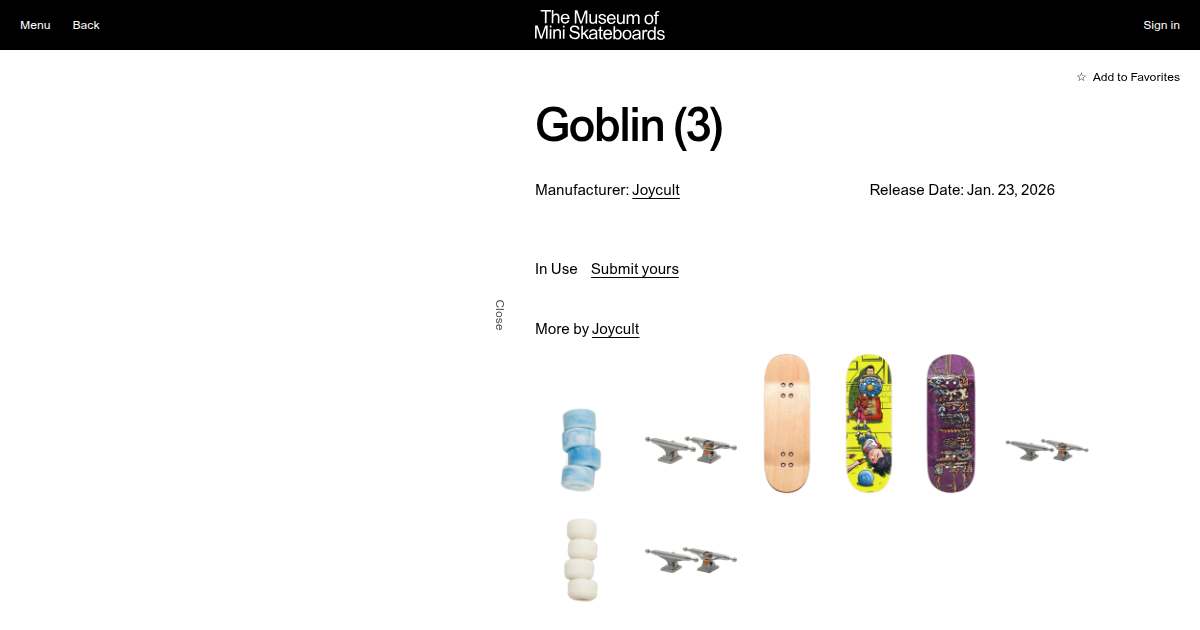 Menu
Back
The Museum of
Mini Skateboards
Sign in
☆ Add to Favorites
Goblin (3)
Manufacturer: Joycult
Release Date: Jan. 23, 2026
In Use Submit yours
Close
More by Joycult